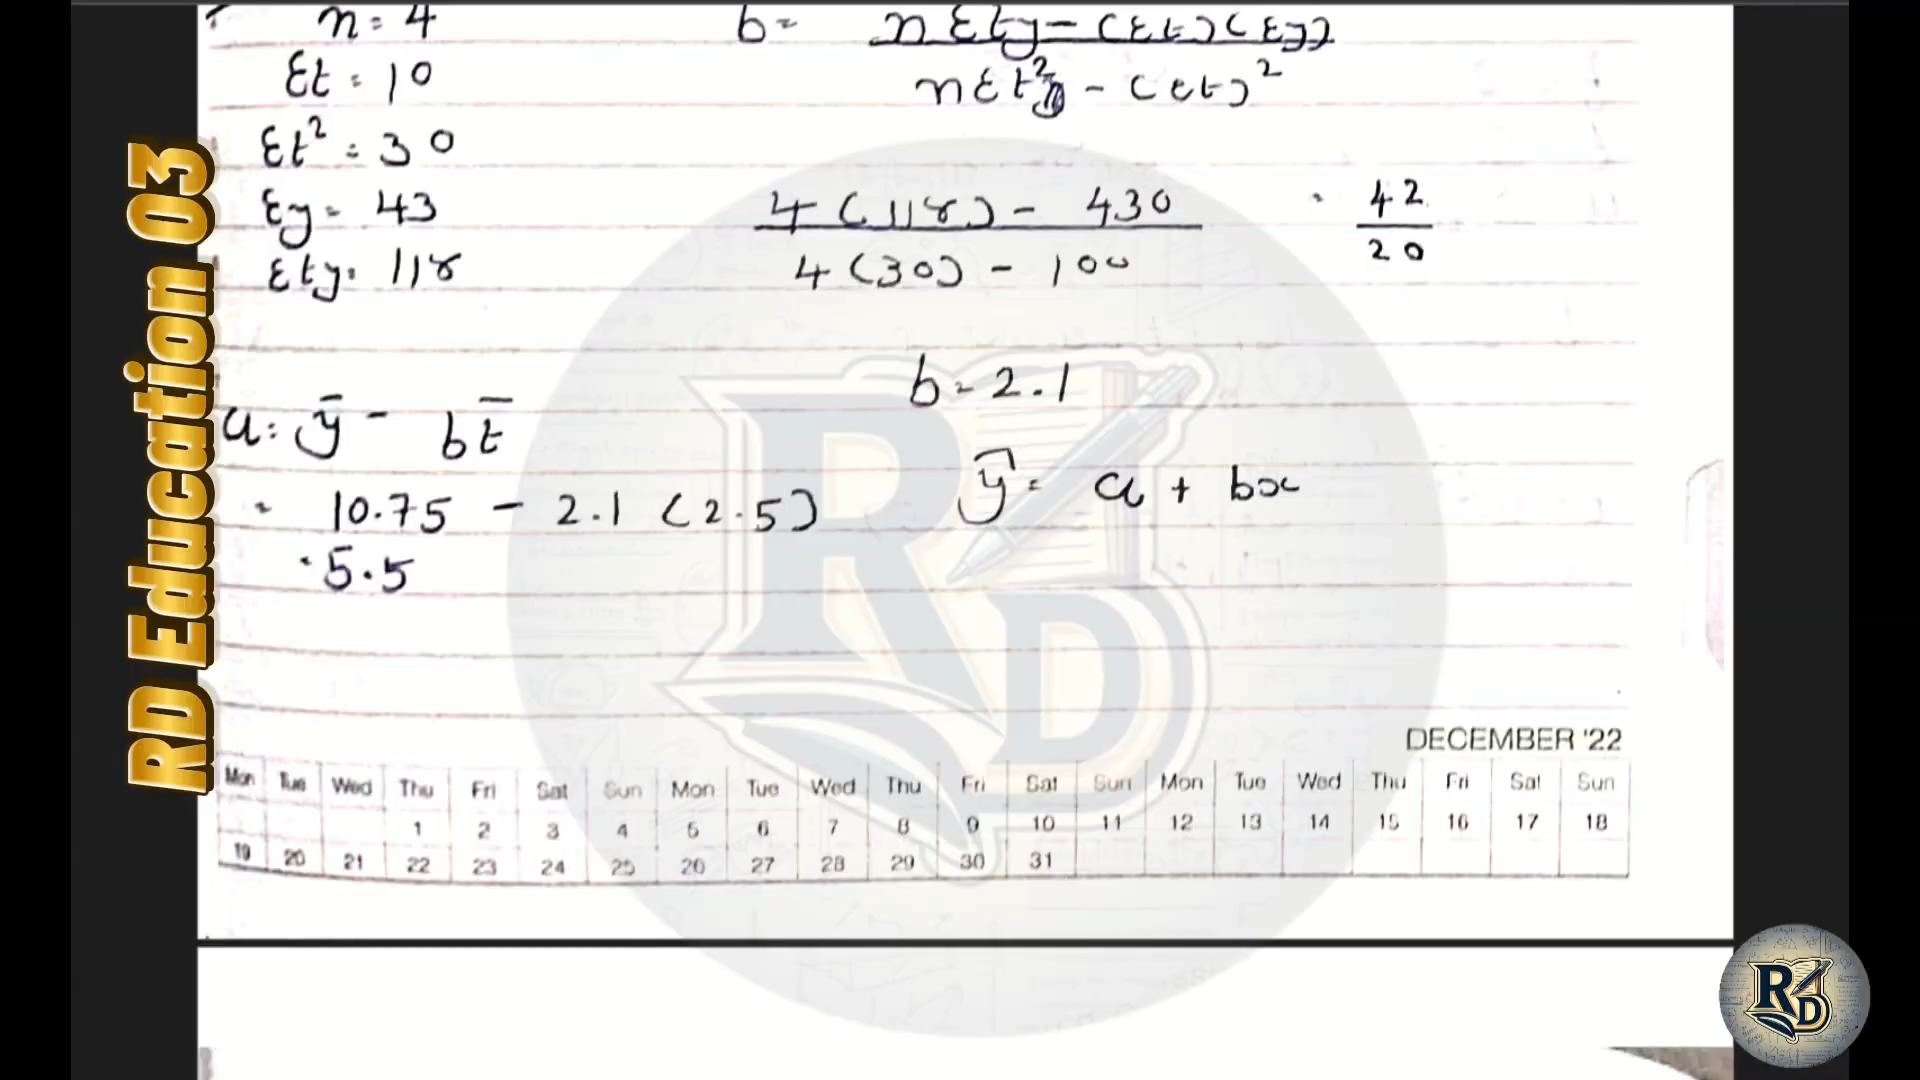 n = 4
Σt = 10
Σt² = 30
Σy = 43
Σty = 118
b = nΣty - (Σt)(Σy)
nΣt² - (Σt)²
4(118) - 430
4(30) - 100
= 42
20
b = 2.1
a = ȳ - bt̄
= 10.75 - 2.1 (2.5)
= 5.5
ŷ = a + bx
RD Education 03
DECEMBER '22
Mon Tue Wed Thu Fri Sat Sun Mon Tue Wed Thu Fri Sat Sun Mon Tue Wed Thu Fri Sat Sun
1 2 3 4 5 6 7 8 9 10 11 12 13 14 15 16 17 18
19 20 21 22 23 24 25 26 27 28 29 30 31
RD
RD